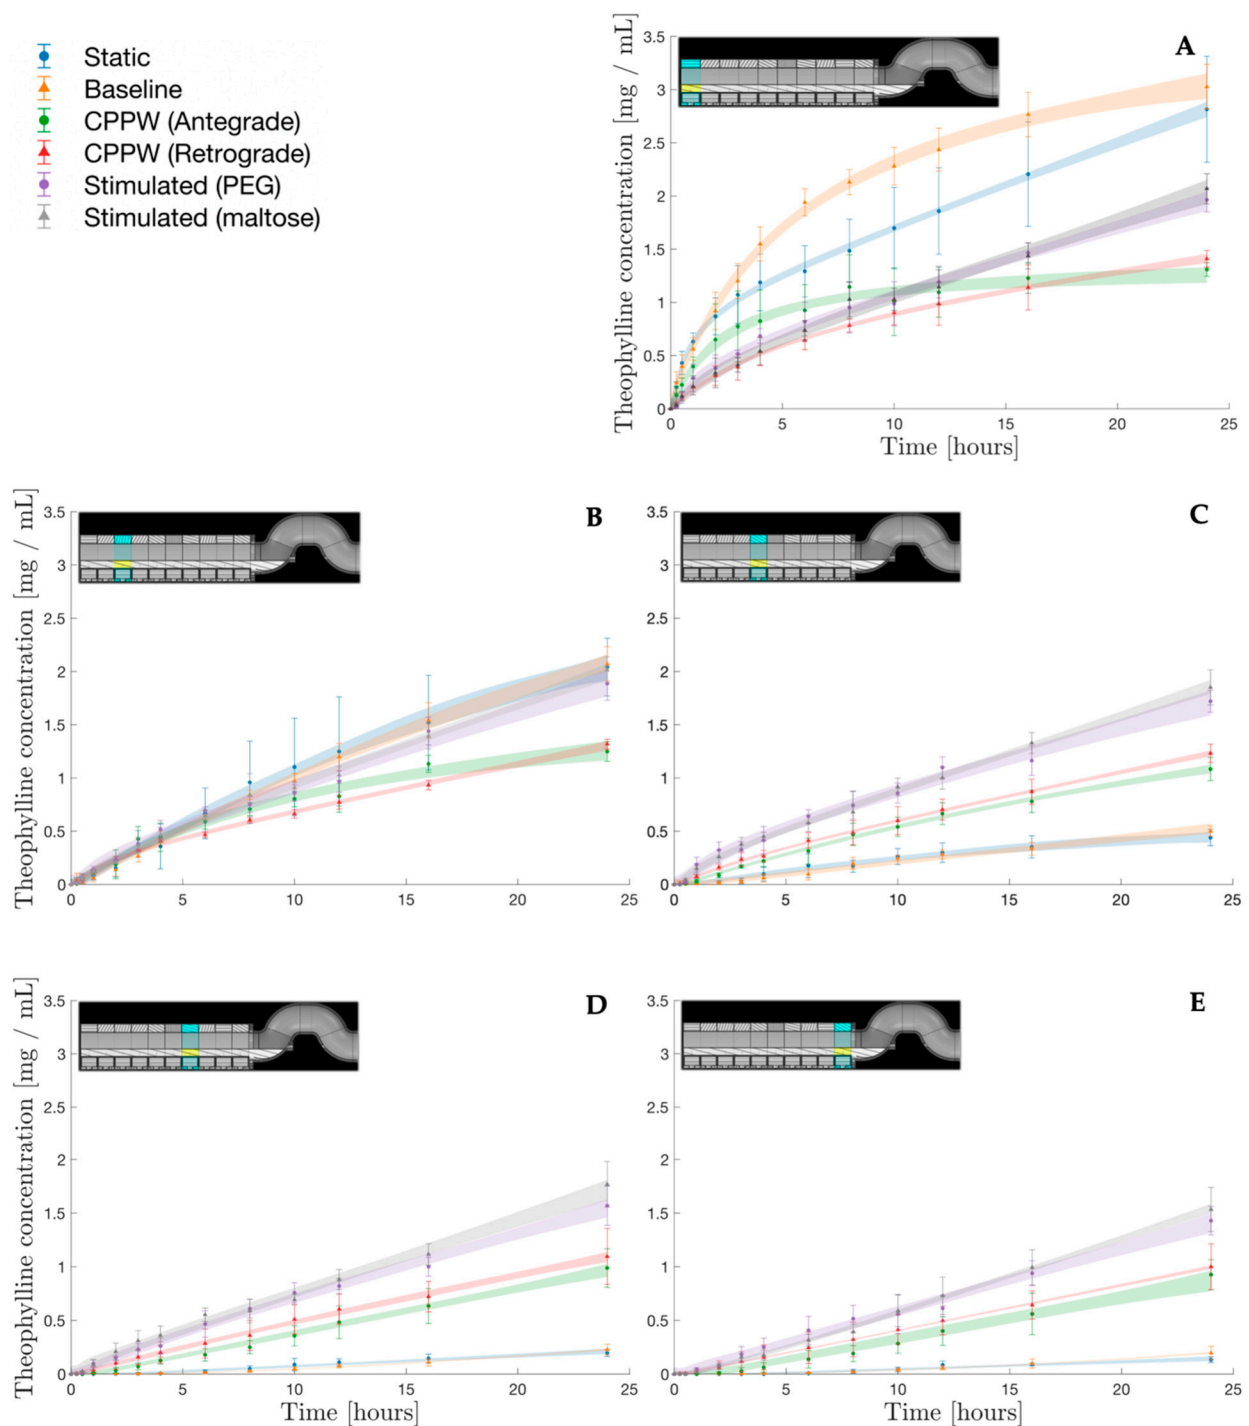 Static
Baseline
CPPW (Antegrade)
CPPW (Retrograde)
Stimulated (PEG)
Stimulated (maltose)
A
Theophylline concentration [mg / mL]
3.5
3
2.5
2
1.5
1
0.5
0
0 5 10 15 20 25
Time [hours]
B
Theophylline concentration [mg / mL]
3.5
3
2.5
2
1.5
1
0.5
0
0 5 10 15 20 25
C
3.5
3
2.5
2
1.5
1
0.5
0
0 5 10 15 20 25
D
Theophylline concentration [mg / mL]
3.5
3
2.5
2
1.5
1
0.5
0
0 5 10 15 20 25
Time [hours]
E
3.5
3
2.5
2
1.5
1
0.5
0
0 5 10 15 20 25
Time [hours]